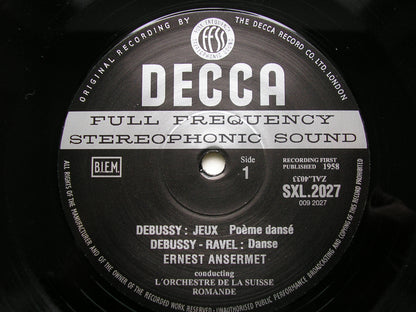 ORIGINAL RECORDING BY
THE DECCA RECORD CO. LTD. LONDON
FULL FREQUENCY
FFSS
DECCA
FULL FREQUENCY
STEREOPHONIC SOUND
B.I.E.M.
Side
1
RECORDING FIRST
PUBLISHED 1958
ZAL.4033
SXL.2027
009 2027
DEBUSSY : JEUX Poème dansé
DEBUSSY - RAVEL : Danse
ERNEST ANSERMET
conducting
L'ORCHESTRE DE LA SUISSE
ROMANDE
ALL RIGHTS OF THE MANUFACTURER AND OF THE OWNER OF THE RECORDED WORK RESERVED · UNAUTHORISED PUBLIC PERFORMANCE, BROADCASTING AND COPYING OF THIS RECORD PROHIBITED